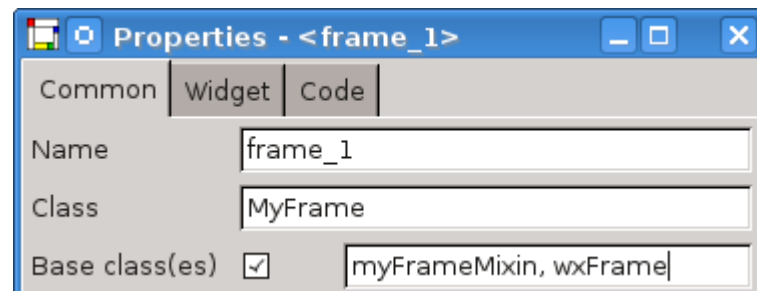 Properties - <frame_1>
Common Widget Code
Name frame_1
Class MyFrame
Base class(es) myFrameMixin, wxFrame